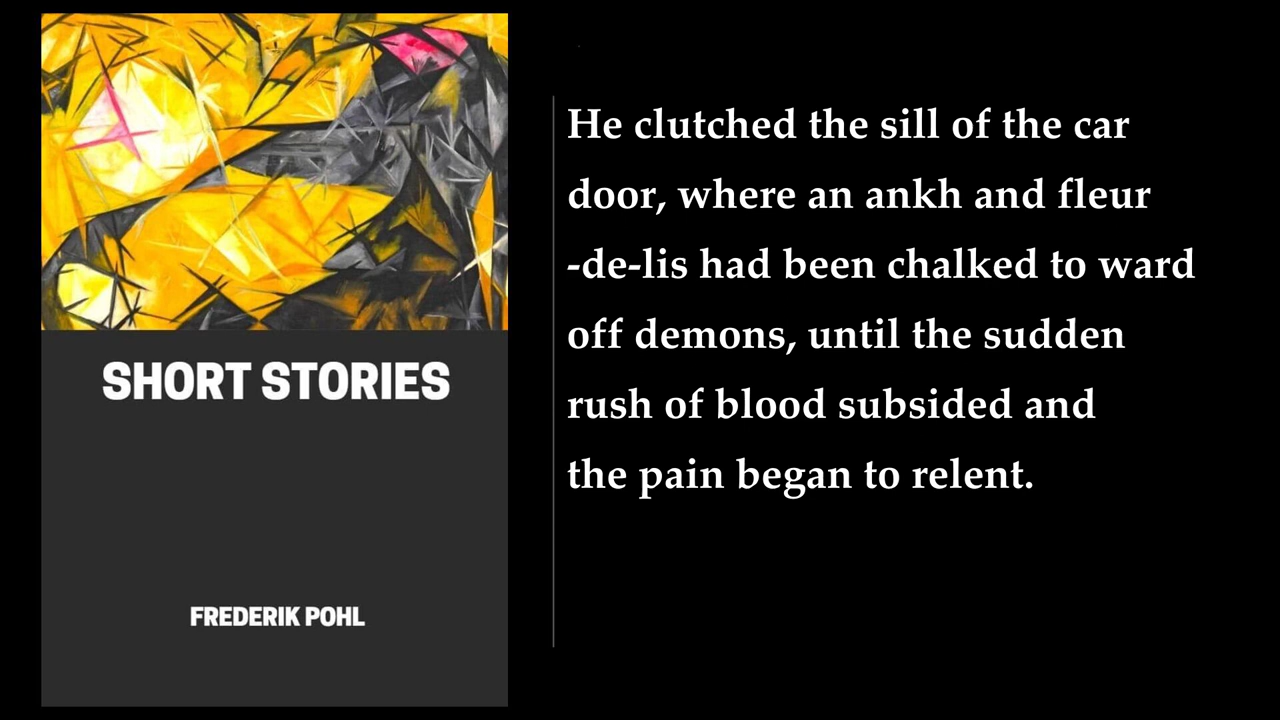 SHORT STORIES
FREDERIK POHL
He clutched the sill of the car
door, where an ankh and fleur
-de-lis had been chalked to ward
off demons, until the sudden
rush of blood subsided and
the pain began to relent.